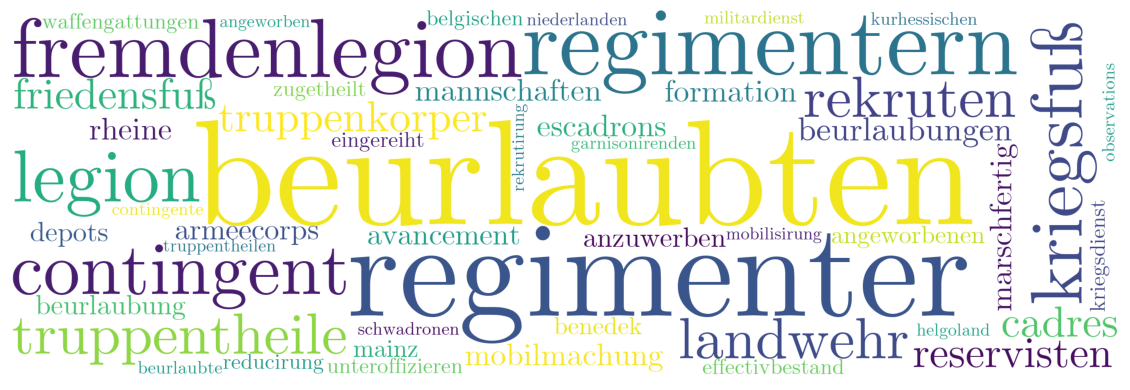 waffengattungen angeworben belgischen niederlanden militardienst kurhessischen
fremdenlegion regimentern kriegsfuß
friedensfuß zugetheilt mannschaften formation rekruten observations
rheine truppenkorper eingereiht rekrutirung escadrons garnisonirenden beurlaubungen
legion beurlaubten marschfertig
contingente
depots armeecorps truppentheilen avancement anzuwerben mobilisirung angeworbenen kriegsdienst
contingent regimenter
beurlaubung
truppentheile schwadronen benedek landwehr helgoland cadres
mainz mobilmachung reservisten
beurlaubte reducirung unteroffizieren effectivbestand